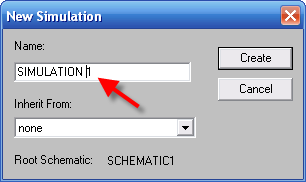 New Simulation
Name:
SIMULATION 1
Create
Cancel
Inherit From:
none
Root Schematic: SCHEMATIC1